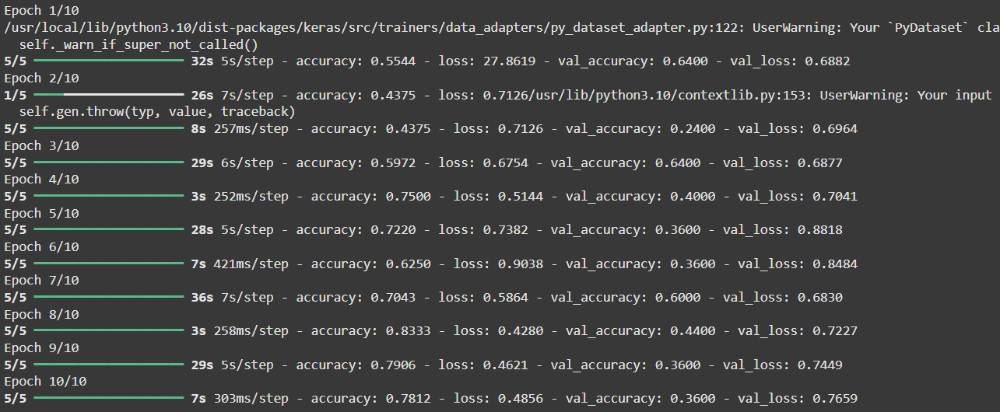 Epoch 1/10
/usr/local/lib/python3.10/dist-packages/keras/src/trainers/data_adapters/py_dataset_adapter.py:122: UserWarning: Your `PyDataset` cla
self._warn_if_super_not_called()
5/5 ━━━━━━━━━━━━━━━━━━━━ 32s 5s/step - accuracy: 0.5544 - loss: 27.8619 - val_accuracy: 0.6400 - val_loss: 0.6882
Epoch 2/10
1/5 ━━━━━━━━━━━━━━━━━━━━ 26s 7s/step - accuracy: 0.4375 - loss: 0.7126/usr/lib/python3.10/contextlib.py:153: UserWarning: Your input
self.gen.throw(typ, value, traceback)
5/5 ━━━━━━━━━━━━━━━━━━━━ 8s 257ms/step - accuracy: 0.4375 - loss: 0.7126 - val_accuracy: 0.2400 - val_loss: 0.6964
Epoch 3/10
5/5 ━━━━━━━━━━━━━━━━━━━━ 29s 6s/step - accuracy: 0.5972 - loss: 0.6754 - val_accuracy: 0.6400 - val_loss: 0.6877
Epoch 4/10
5/5 ━━━━━━━━━━━━━━━━━━━━ 3s 252ms/step - accuracy: 0.7500 - loss: 0.5144 - val_accuracy: 0.4000 - val_loss: 0.7041
Epoch 5/10
5/5 ━━━━━━━━━━━━━━━━━━━━ 28s 5s/step - accuracy: 0.7220 - loss: 0.7382 - val_accuracy: 0.3600 - val_loss: 0.8818
Epoch 6/10
5/5 ━━━━━━━━━━━━━━━━━━━━ 7s 421ms/step - accuracy: 0.6250 - loss: 0.9038 - val_accuracy: 0.3600 - val_loss: 0.8484
Epoch 7/10
5/5 ━━━━━━━━━━━━━━━━━━━━ 36s 7s/step - accuracy: 0.7043 - loss: 0.5864 - val_accuracy: 0.6000 - val_loss: 0.6830
Epoch 8/10
5/5 ━━━━━━━━━━━━━━━━━━━━ 3s 258ms/step - accuracy: 0.8333 - loss: 0.4280 - val_accuracy: 0.4400 - val_loss: 0.7227
Epoch 9/10
5/5 ━━━━━━━━━━━━━━━━━━━━ 29s 5s/step - accuracy: 0.7906 - loss: 0.4621 - val_accuracy: 0.3600 - val_loss: 0.7449
Epoch 10/10
5/5 ━━━━━━━━━━━━━━━━━━━━ 7s 303ms/step - accuracy: 0.7812 - loss: 0.4856 - val_accuracy: 0.3600 - val_loss: 0.7659